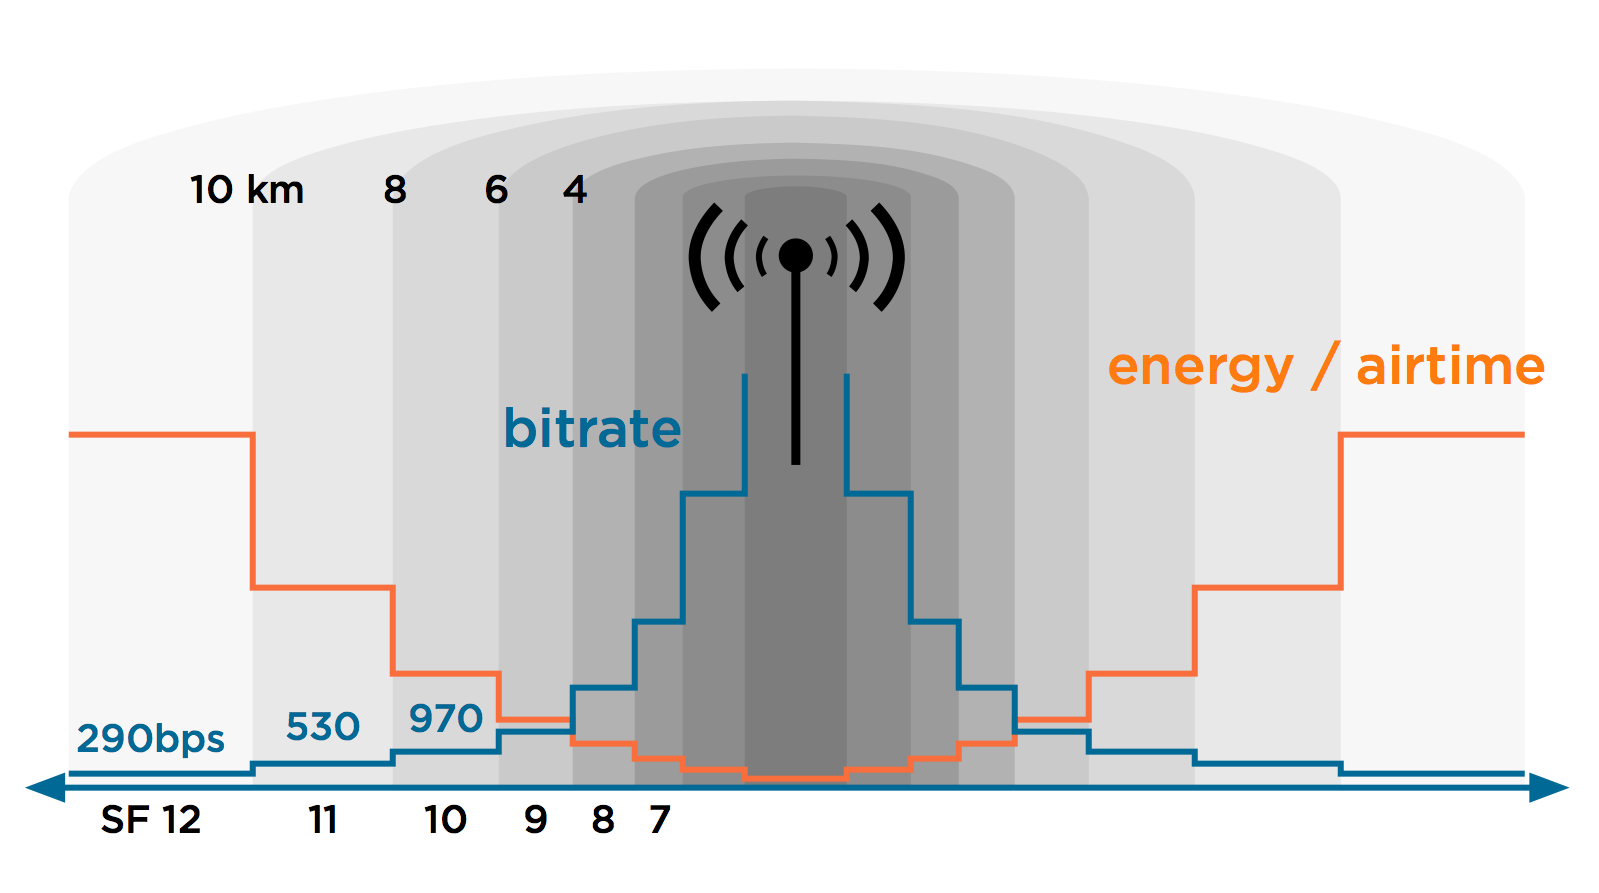 10 km 8 6 4
energy / airtime
bitrate
290bps 530 970
SF 12 11 10 9 8 7